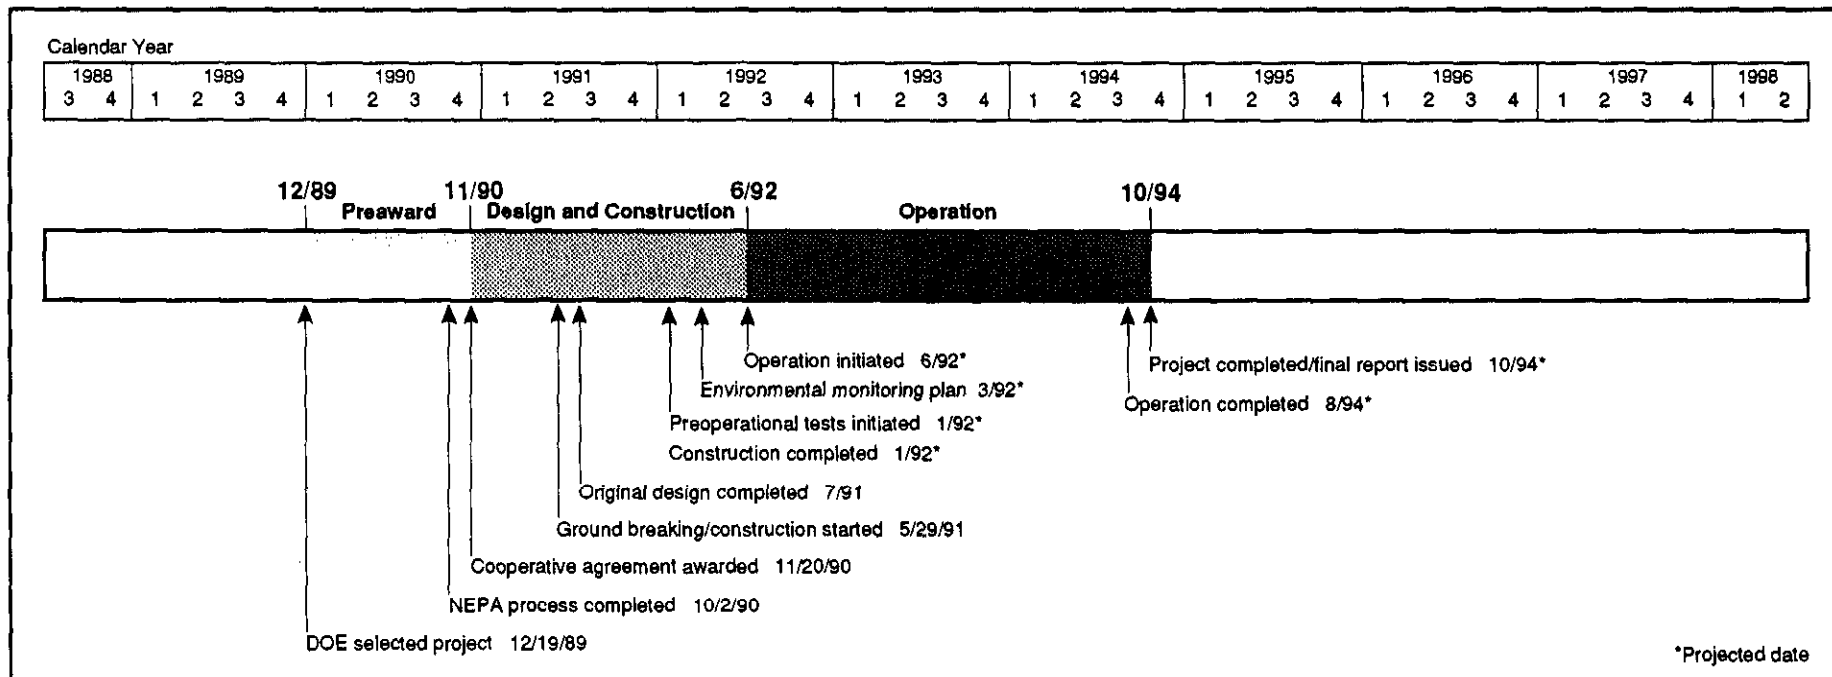 Calendar Year
1988 1989 1990 1991 1992 1993 1994 1995 1996 1997 1998
3 4 1 2 3 4 1 2 3 4 1 2 3 4 1 2 3 4 1 2 3 4 1 2 3 4 1 2 3 4 1 2 3 4 1 2 3 4 1 2
12/89 11/90 6/92 10/94
Preaward Design and Construction Operation
Operation initiated 6/92*
Project completed/final report issued 10/94*
Environmental monitoring plan 3/92*
Operation completed 8/94*
Preoperational tests initiated 1/92*
Construction completed 1/92*
Original design completed 7/91
Ground breaking/construction started 5/29/91
Cooperative agreement awarded 11/20/90
NEPA process completed 10/2/90
DOE selected project 12/19/89
*Projected date